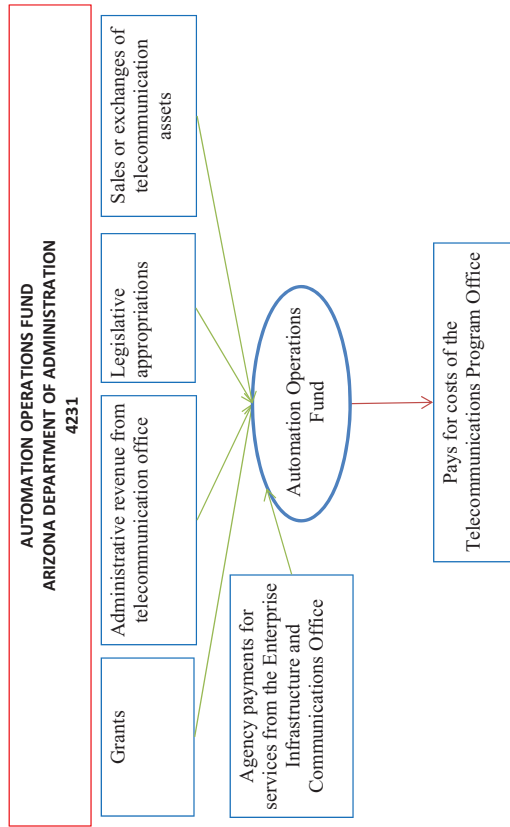 AUTOMATION OPERATIONS FUND
ARIZONA DEPARTMENT OF ADMINISTRATION
4231
Grants
Administrative revenue from
telecommunication office
Legislative
appropriations
Sales or exchanges of
telecommunication
assets
Agency payments for
services from the Enterprise
Infrastructure and
Communications Office
Automation Operations
Fund
Pays for costs of the
Telecommunications Program Office